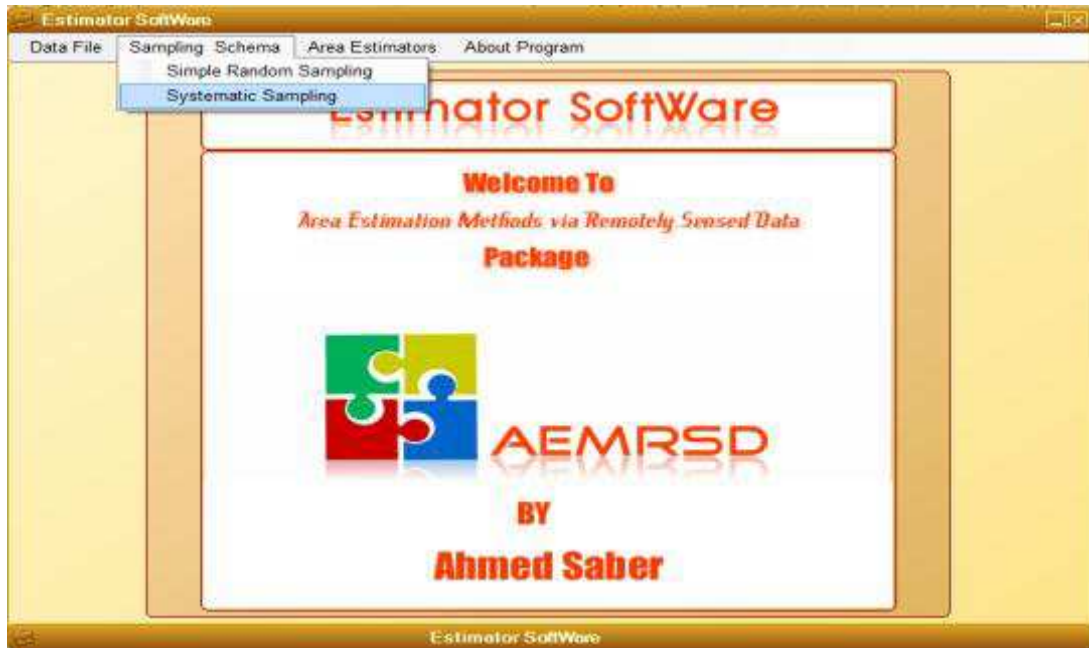 Estimator SoftWare
Data File Sampling Schema Area Estimators About Program
Simple Random Sampling
Systematic Sampling
Estimator SoftWare
Welcome To
Area Estimation Methods via Remotely Sensed Data
Package
AEMRSD
BY
Ahmed Saber
Estimator SoftWare